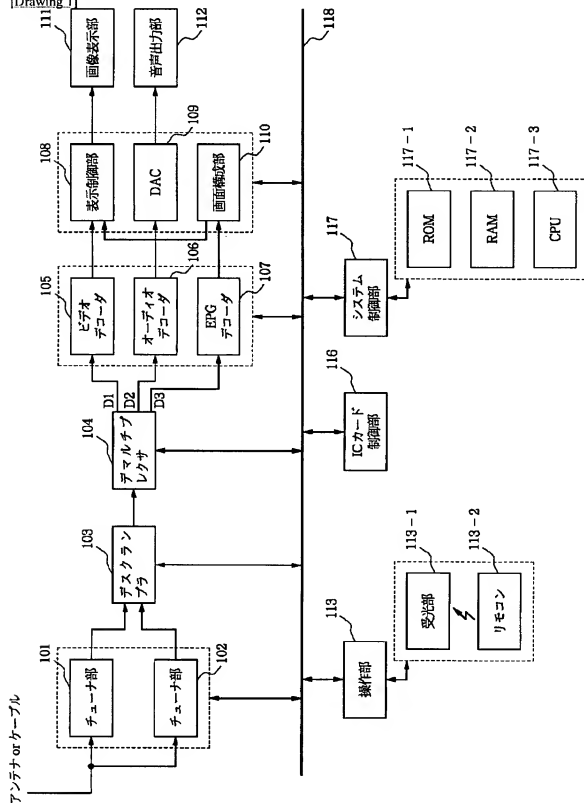 [Drawing 1]
アンテナ or ケーブル
101
チューナ部
チューナ部
102
103
デスクラン
プラ
104
デマルチプ
レクサ
D1
D2
D3
105
ビデオ
デコーダ
106
オーディオ
デコーダ
107
EPG
デコーダ
108
表示制御部
109
DAC
110
画面構成部
111
画像表示部
112
音声出力部
118
113
操作部
113-1
受光部
113-2
リモコン
116
ICカード
制御部
117
システム
制御部
117-1
ROM
117-2
RAM
117-3
CPU